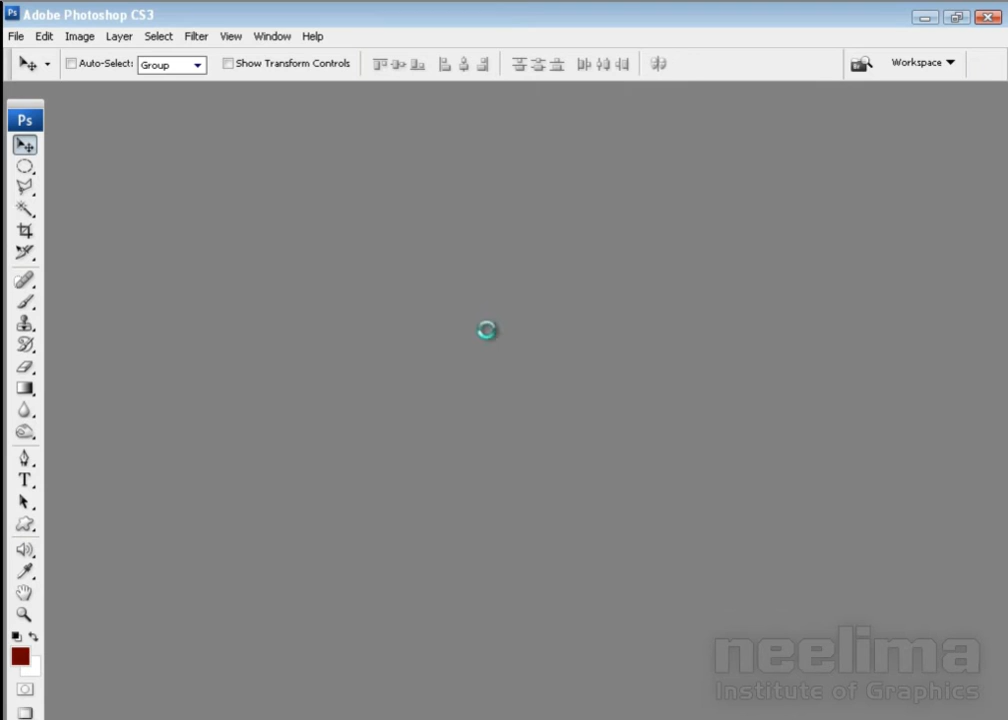 Ps Adobe Photoshop CS3
File Edit Image Layer Select Filter View Window Help
Auto-Select: Group Show Transform Controls Workspace
Ps
T
neelima
Institute of Graphics